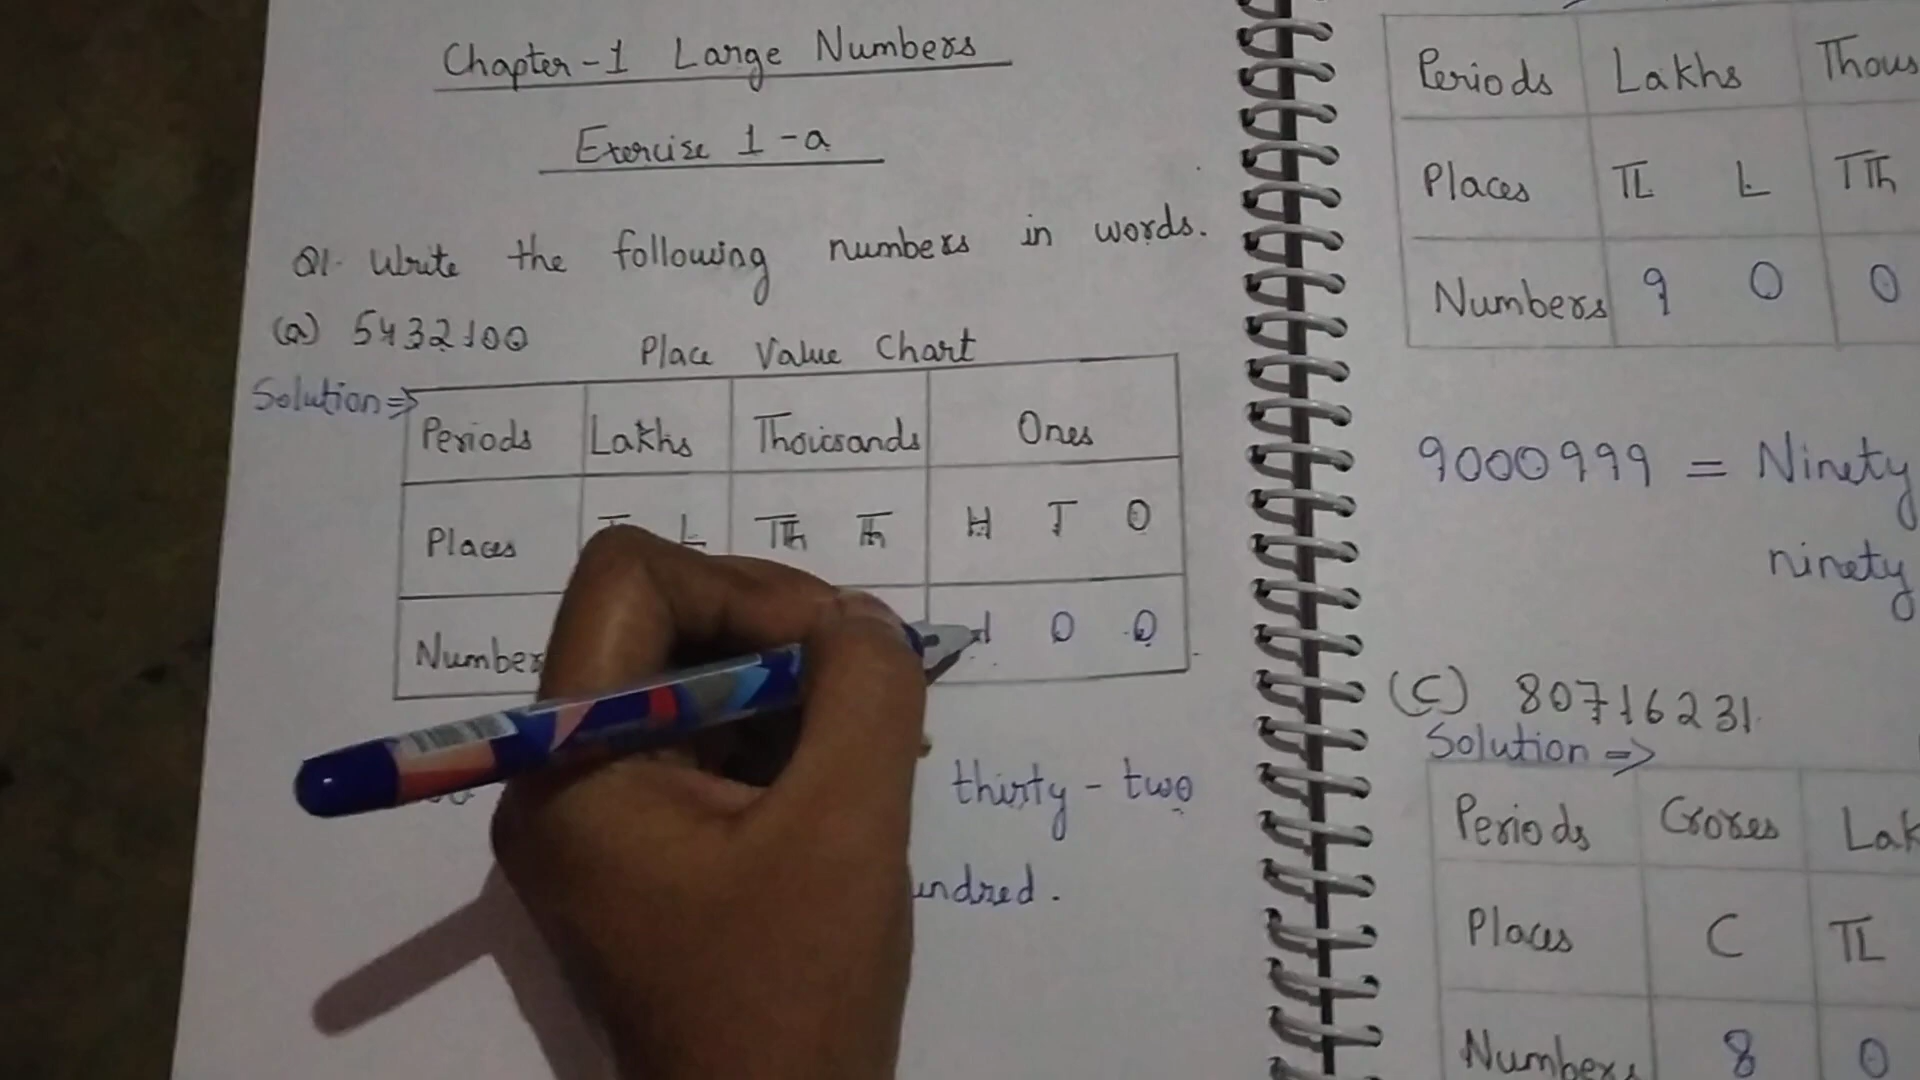 Chapter-1 Large Numbers
Exercise 1-a
Q1. Write the following numbers in words.
(a) 5432100
Place Value Chart
Solution ⇒
Periods Lakhs Thousands Ones
Places L TTh Th H T O
Number 1 0 0
thirty-two
undred.
Periods Lakhs Thous
Places TL L TTh
Numbers 9 0 0
9000999 = Ninety
ninety
(C) 80716231
Solution ⇒
Periods Crores Lak
Places C TL
Numbers 8 0